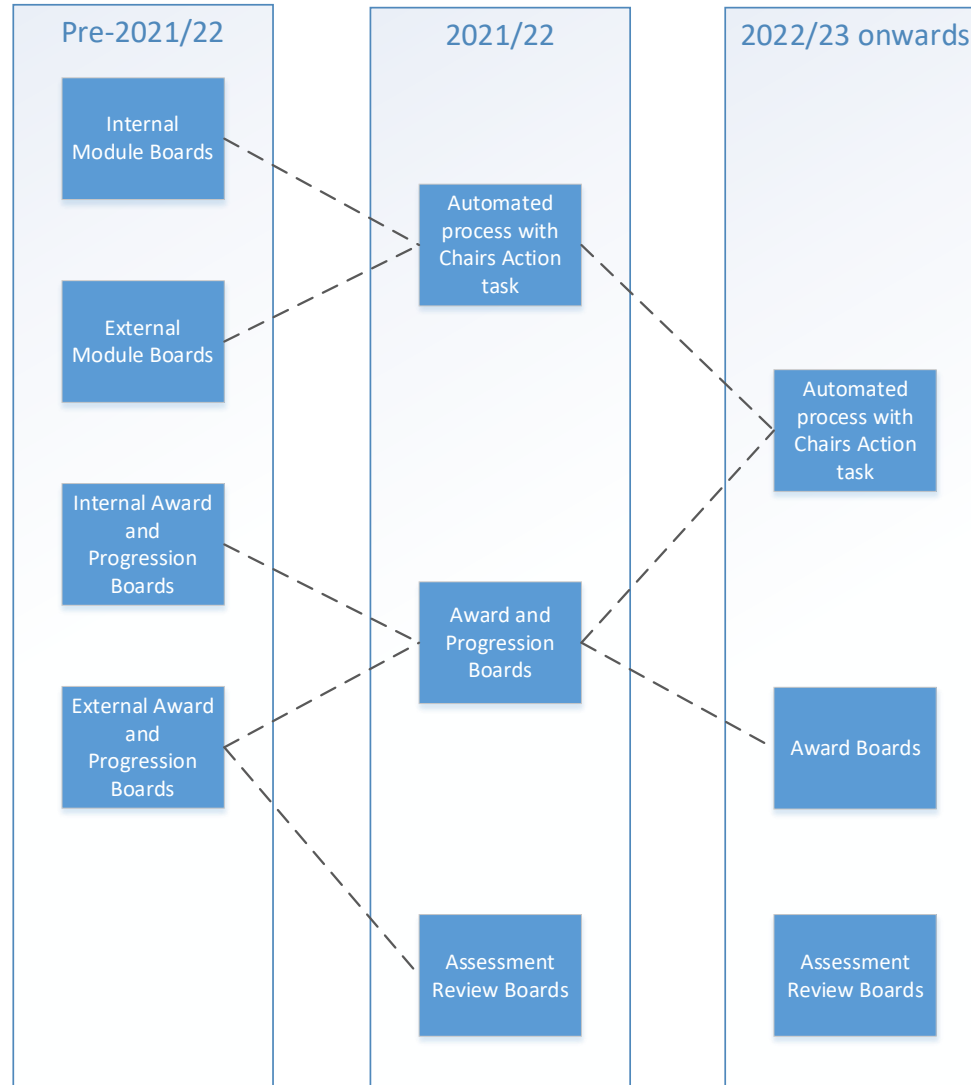 Pre-2021/22
Internal
Module Boards
External
Module Boards
Internal Award
and
Progression
Boards
External Award
and
Progression
Boards
2021/22
Automated
process with
Chairs Action
task
Award and
Progression
Boards
Assessment
Review Boards
2022/23 onwards
Automated
process with
Chairs Action
task
Award Boards
Assessment
Review Boards